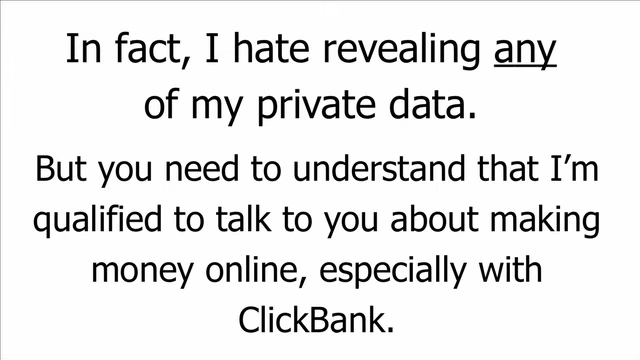 In fact, I hate revealing any
of my private data.
But you need to understand that I’m
qualified to talk to you about making
money online, especially with
ClickBank.